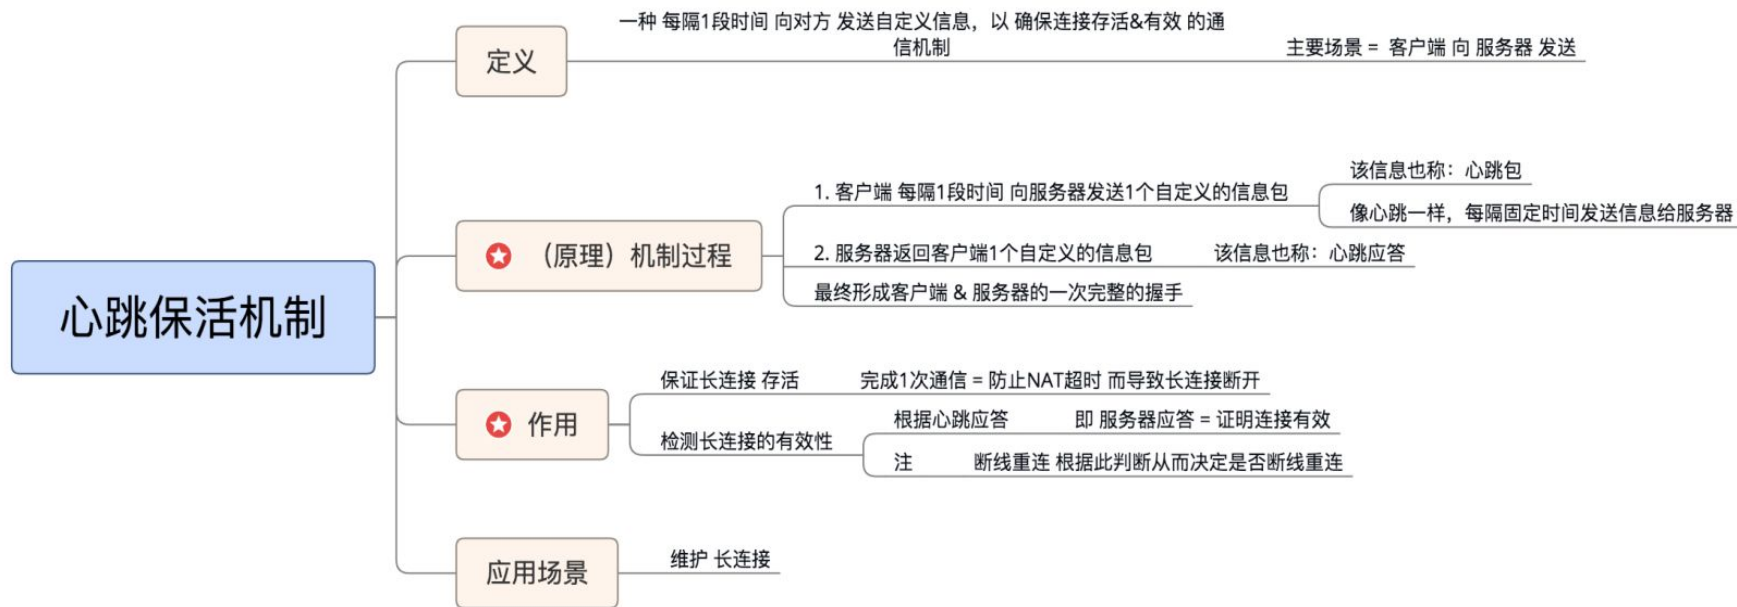 心跳保活机制
定义
一种 每隔1段时间 向对方 发送自定义信息，以 确保连接存活&有效 的通
信机制
主要场景 = 客户端 向 服务器 发送
（原理）机制过程
1. 客户端 每隔1段时间 向服务器发送1个自定义的信息包
该信息也称：心跳包
像心跳一样，每隔固定时间发送信息给服务器
2. 服务器返回客户端1个自定义的信息包
该信息也称：心跳应答
最终形成客户端 & 服务器的一次完整的握手
作用
保证长连接 存活
完成1次通信 = 防止NAT超时 而导致长连接断开
检测长连接的有效性
根据心跳应答
即 服务器应答 = 证明连接有效
注
断线重连 根据此判断从而决定是否断线重连
应用场景
维护 长连接